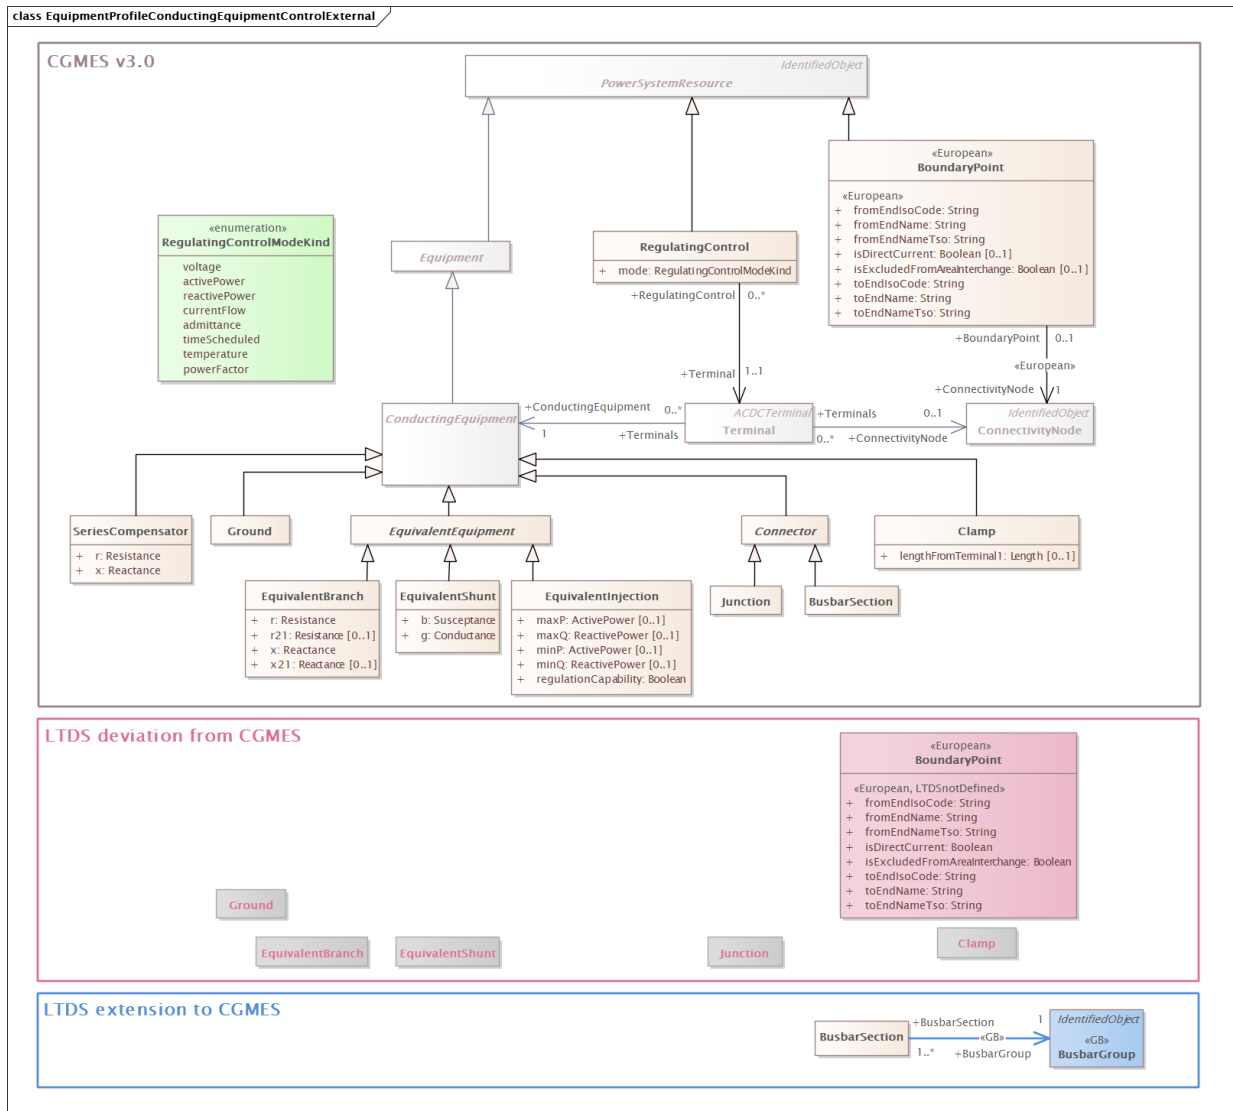 class EquipmentProfileConductingEquipmentControlExternal
CGMES v3.0
IdentifiedObject
PowerSystemResource
«European»
BoundaryPoint
«European»
+ fromEndIsoCode: String
+ fromEndName: String
+ fromEndNameTso: String
+ isDirectCurrent: Boolean [0..1]
+ isExcludedFromAreaInterchange: Boolean [0..1]
+ toEndIsoCode: String
+ toEndName: String
+ toEndNameTso: String
«enumeration»
RegulatingControlModeKind
voltage
activePower
reactivePower
currentFlow
admittance
timeScheduled
temperature
powerFactor
Equipment
RegulatingControl
+ mode: RegulatingControlModeKind
+RegulatingControl 0..*
+Terminal 1..1
+BoundaryPoint 0..1
«European»
+ConnectivityNode 1
ConductingEquipment
+ConductingEquipment 0..*
1 +Terminals
ACDCTerminal
Terminal
+Terminals 0..1
0..* +ConnectivityNode
IdentifiedObject
ConnectivityNode
SeriesCompensator
+ r: Resistance
+ x: Reactance
Ground
EquivalentEquipment
Connector
Clamp
+ lengthFromTerminal1: Length [0..1]
EquivalentBranch
+ r: Resistance
+ r21: Resistance [0..1]
+ x: Reactance
+ x21: Reactance [0..1]
EquivalentShunt
+ b: Susceptance
+ g: Conductance
EquivalentInjection
+ maxP: ActivePower [0..1]
+ maxQ: ReactivePower [0..1]
+ minP: ActivePower [0..1]
+ minQ: ReactivePower [0..1]
+ regulationCapability: Boolean
Junction
BusbarSection
LTDS deviation from CGMES
«European»
BoundaryPoint
«European, LTDSnotDefined»
+ fromEndIsoCode: String
+ fromEndName: String
+ fromEndNameTso: String
+ isDirectCurrent: Boolean
+ isExcludedFromAreaInterchange: Boolean
+ toEndIsoCode: String
+ toEndName: String
+ toEndNameTso: String
Ground
EquivalentBranch
EquivalentShunt
Junction
Clamp
LTDS extension to CGMES
BusbarSection
+BusbarSection 1
«GB»
1..* +BusbarGroup
IdentifiedObject
«GB»
BusbarGroup